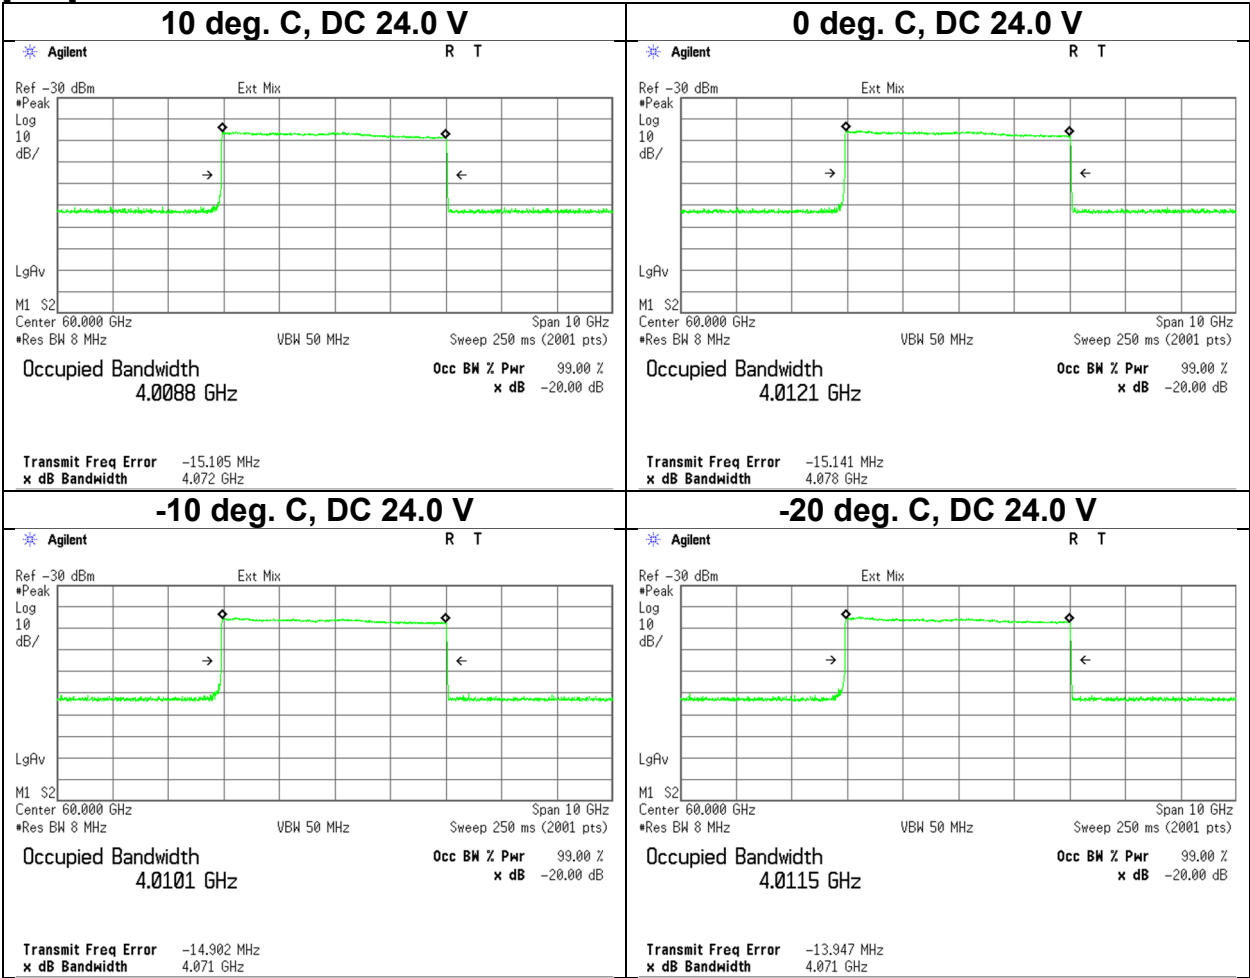 10 deg. C, DC 24.0 V
Agilent R T
Ref -30 dBm Ext Mix
#Peak
Log
10
dB/
LgAv
M1 S2
Center 60.000 GHz Span 10 GHz
#Res BW 8 MHz VBW 50 MHz Sweep 250 ms (2001 pts)
Occupied Bandwidth Occ BW % Pwr 99.00 %
4.0088 GHz x dB -20.00 dB
Transmit Freq Error -15.105 MHz
x dB Bandwidth 4.072 GHz
0 deg. C, DC 24.0 V
Agilent R T
Ref -30 dBm Ext Mix
#Peak
Log
10
dB/
LgAv
M1 S2
Center 60.000 GHz Span 10 GHz
#Res BW 8 MHz VBW 50 MHz Sweep 250 ms (2001 pts)
Occupied Bandwidth Occ BW % Pwr 99.00 %
4.0121 GHz x dB -20.00 dB
Transmit Freq Error -15.141 MHz
x dB Bandwidth 4.078 GHz
-10 deg. C, DC 24.0 V
Agilent R T
Ref -30 dBm Ext Mix
#Peak
Log
10
dB/
LgAv
M1 S2
Center 60.000 GHz Span 10 GHz
#Res BW 8 MHz VBW 50 MHz Sweep 250 ms (2001 pts)
Occupied Bandwidth Occ BW % Pwr 99.00 %
4.0101 GHz x dB -20.00 dB
Transmit Freq Error -14.902 MHz
x dB Bandwidth 4.071 GHz
-20 deg. C, DC 24.0 V
Agilent R T
Ref -30 dBm Ext Mix
#Peak
Log
10
dB/
LgAv
M1 S2
Center 60.000 GHz Span 10 GHz
#Res BW 8 MHz VBW 50 MHz Sweep 250 ms (2001 pts)
Occupied Bandwidth Occ BW % Pwr 99.00 %
4.0115 GHz x dB -20.00 dB
Transmit Freq Error -13.947 MHz
x dB Bandwidth 4.071 GHz